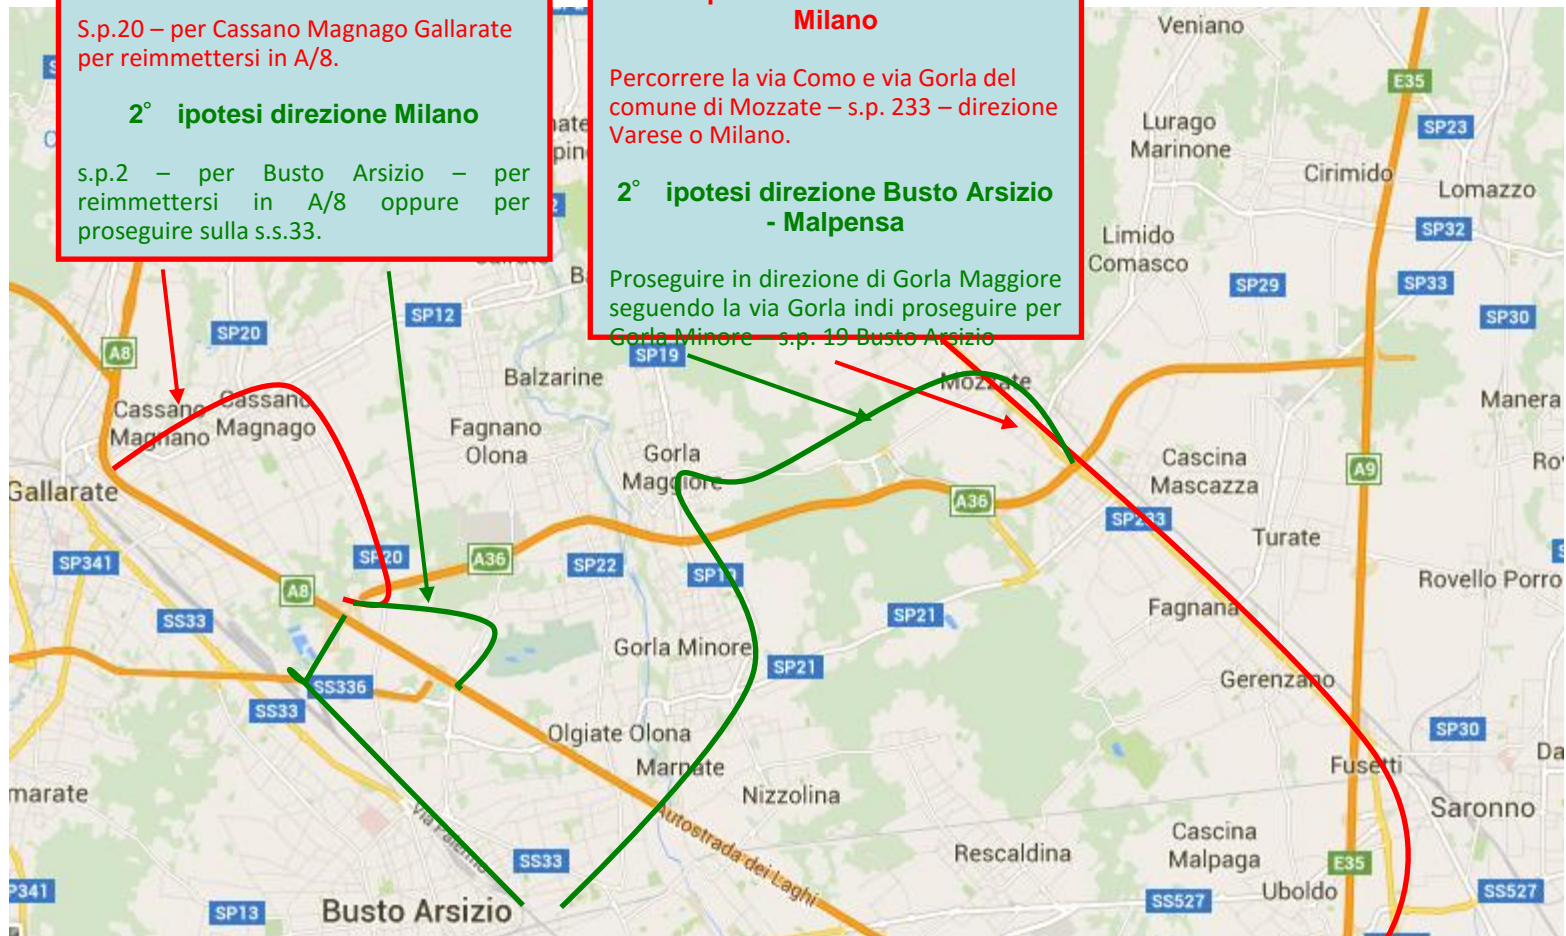 S.p.20 – per Cassano Magnago Gallarate
per reimmettersi in A/8.
2° ipotesi direzione Milano
s.p.2 – per Busto Arsizio – per
reimmettersi in A/8 oppure per
proseguire sulla s.s.33.
Milano
Percorrere la via Como e via Gorla del
comune di Mozzate – s.p. 233 – direzione
Varese o Milano.
2° ipotesi direzione Busto Arsizio
- Malpensa
Proseguire in direzione di Gorla Maggiore
seguendo la via Gorla indi proseguire per
Gorla Minore – s.p. 19 Busto Arsizio
Veniano
E35
SP23
Lurago
Marinone
Cirimido
Lomazzo
SP32
Limido
Comasco
SP29
SP33
SP30
SP12
SP20
A8
SP19
Balzarine
Mozzate
Manera
Cassano
Magnano
Cassano
Magnago
Fagnano
Olona
Gorla
Maggiore
Cascina
Mascazza
A9
Gallarate
A36
SP233
Turate
SP341
SP20
A36
SP22
SP19
Rovello Porro
A8
SS33
SP21
Fagnana
Gorla Minore
SP21
Gerenzano
SS336
SS33
Olgiate Olona
SP30
Marnate
Fusetti
marate
Nizzolina
Saronno
Via Palermo
Autostrada dei Laghi
Cascina
Malpaga
SS33
Rescaldina
E35
P341
Uboldo
SS527
SS527
SP13
Busto Arsizio